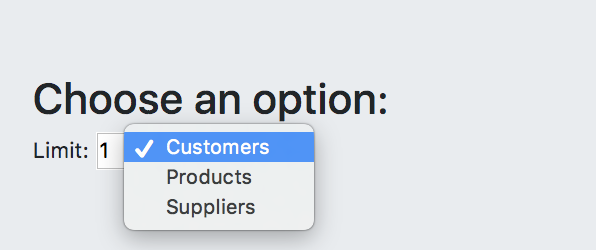 Choose an option:
Limit: 1 Customers
Products
Suppliers